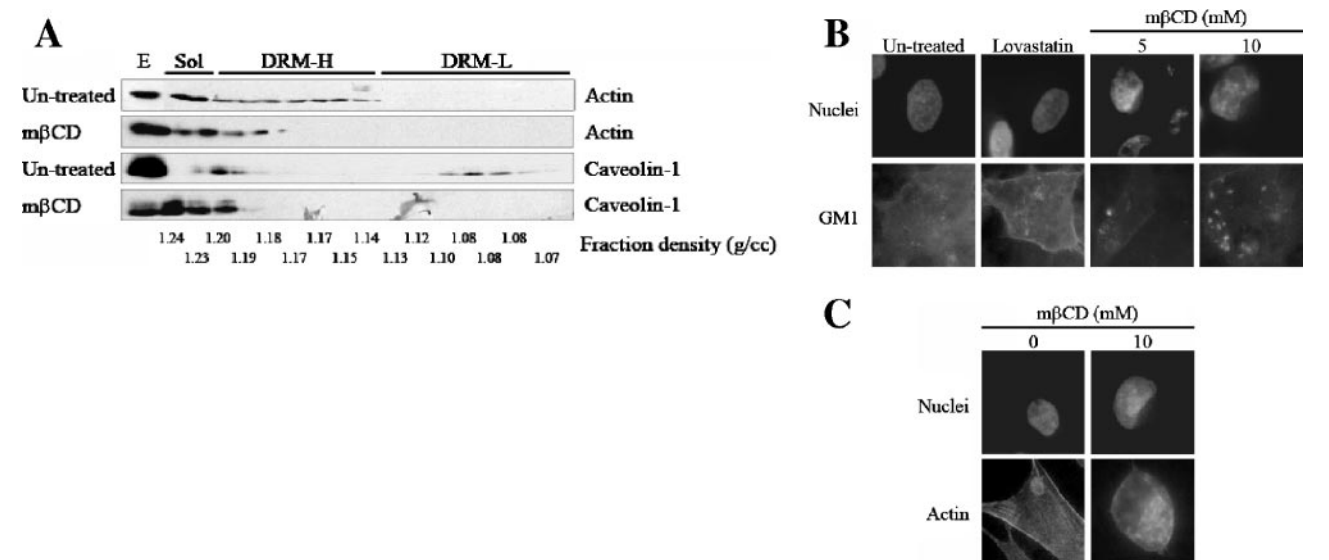 A
E Sol DRM-H DRM-L
Un-treated Actin
mβCD Actin
Un-treated Caveolin-1
mβCD Caveolin-1
1.24 1.20 1.18 1.17 1.14 1.12 1.08 1.08
1.23 1.19 1.17 1.15 1.13 1.10 1.08 1.07
Fraction density (g/cc)
B
mβCD (mM)
Un-treated Lovastatin 5 10
Nuclei
GM1
C
mβCD (mM)
0 10
Nuclei
Actin